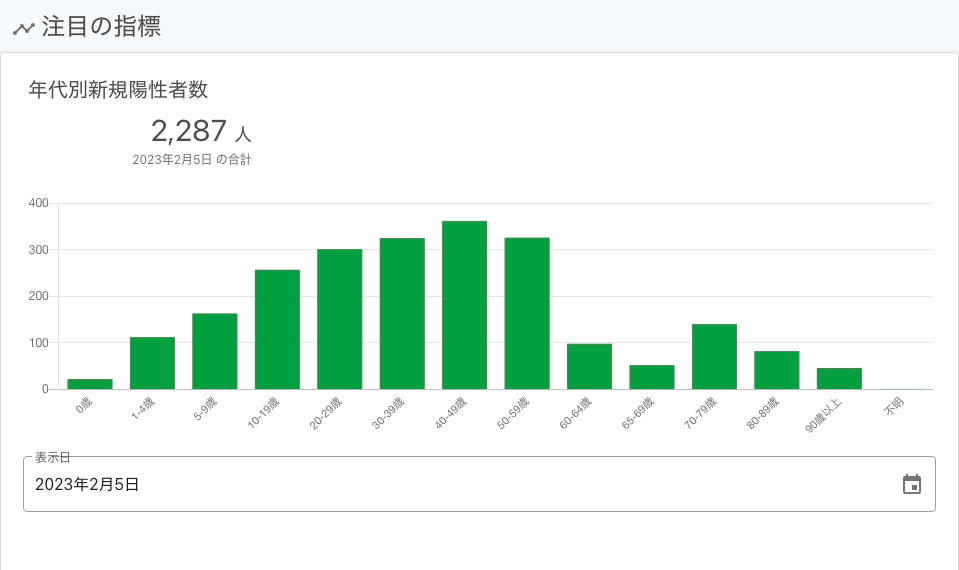 注目の指標
年代別新規陽性者数
2,287 人
2023年2月5日 の合計
400
300
200
100
0
0歳
1-4歳
5-9歳
10-19歳
20-29歳
30-39歳
40-49歳
50-59歳
60-64歳
65-69歳
70-79歳
80-89歳
90歳以上
不明
表示日
2023年2月5日